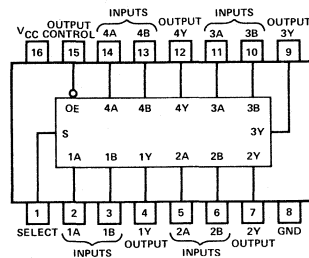 INPUTS INPUTS
OUTPUT OUTPUT OUTPUT
VCC CONTROL 4A 4B 4Y 3A 3B 3Y
16 15 14 13 12 11 10 9
OE 4A 4B 4Y 3A 3B
S 3Y
1A 1B 1Y 2A 2B 2Y
1 2 3 4 5 6 7 8
SELECT 1A 1B 1Y 2A 2B 2Y GND
OUTPUT OUTPUT
INPUTS INPUTS